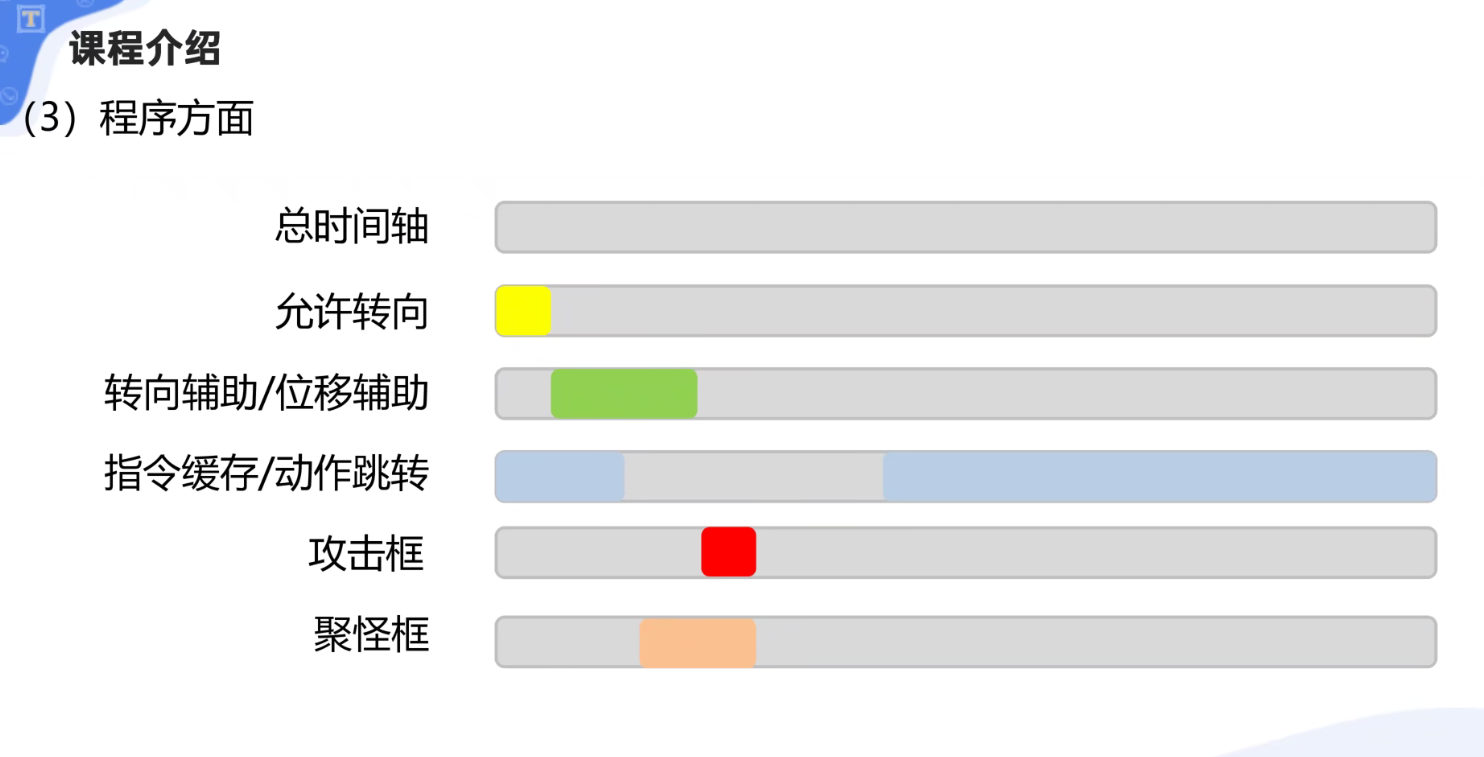 T
课程介绍
（3）程序方面
总时间轴
允许转向
转向辅助/位移辅助
指令缓存/动作跳转
攻击框
聚怪框